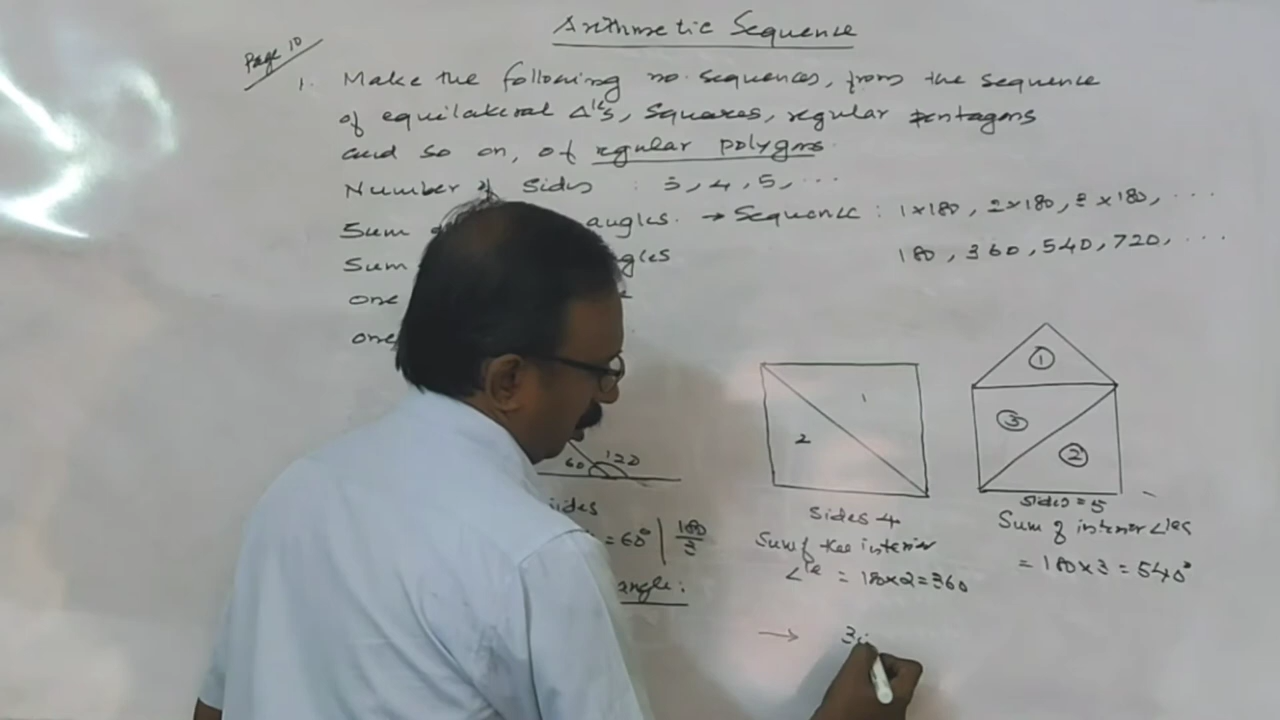 Arithmetic Sequence
Page 10
1. Make the following no. sequences, from the sequence
of equilateral Δles, squares, regular pentagons
and so on, of regular polygons.
Number of sides : 3, 4, 5, ...
Sum angles. → Sequence : 1×180, 2×180, 3×180, ...
Sum gles 180, 360, 540, 720, ...
one
one
1
2
1
3
2
60 120
sides
= 60° | 180/3
angle:
Sides 4
Sum of the interior
∠le = 180×2=360
sides = 5
Sum of interior ∠les
= 180×3 = 540°
→ 3